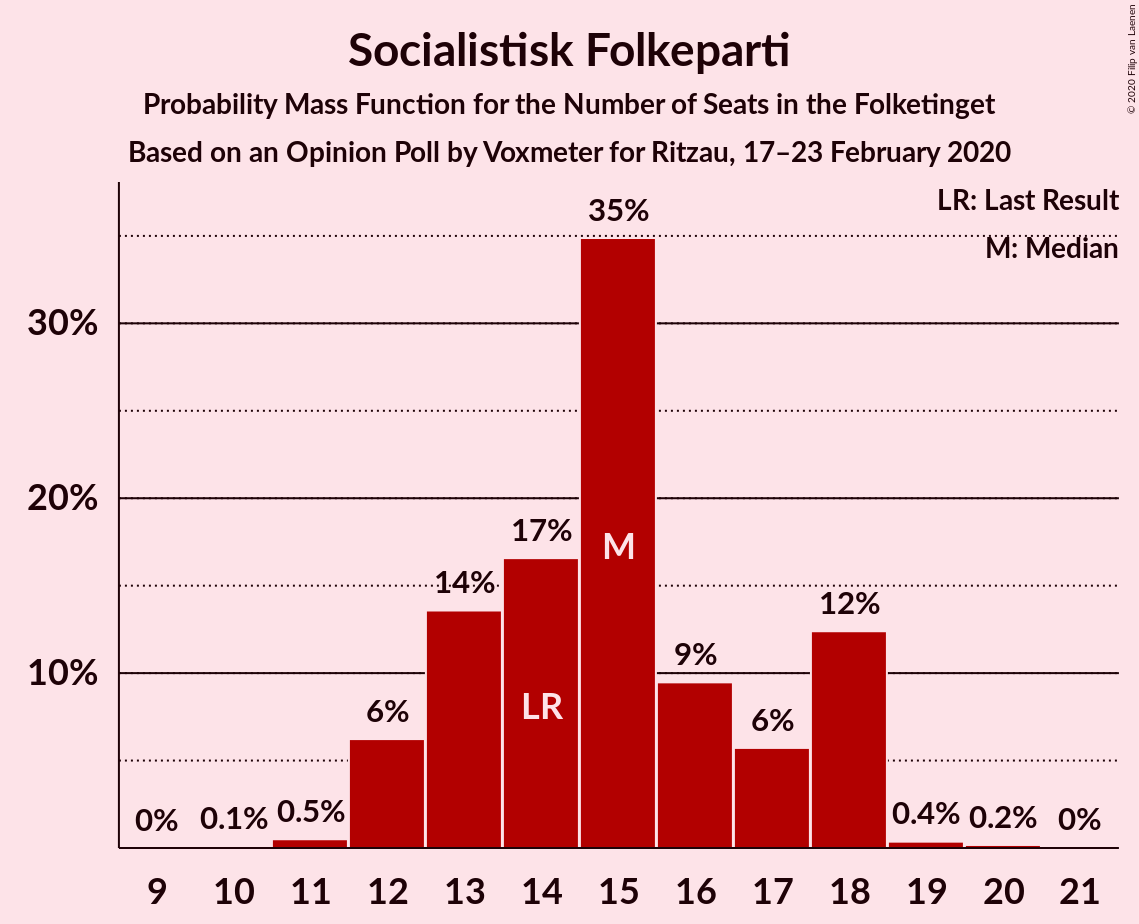 Socialistisk Folkeparti
Probability Mass Function for the Number of Seats in the Folketinget
Based on an Opinion Poll by Voxmeter for Ritzau, 17–23 February 2020
© 2020 Filip van Laenen
LR: Last Result
M: Median
35%
30%
20%
17%
M
14%
12%
10%
9%
LR
6%
6%
0%
0.1%
0.5%
0.4%
0.2%
0%
9 10 11 12 13 14 15 16 17 18 19 20 21